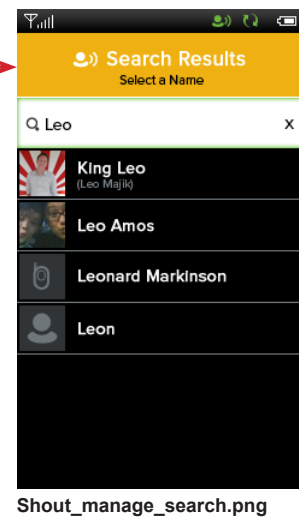 Search Results
Select a Name
Leo x
King Leo
(Leo Majik)
Leo Amos
Leonard Markinson
Leon
Shout_manage_search.png